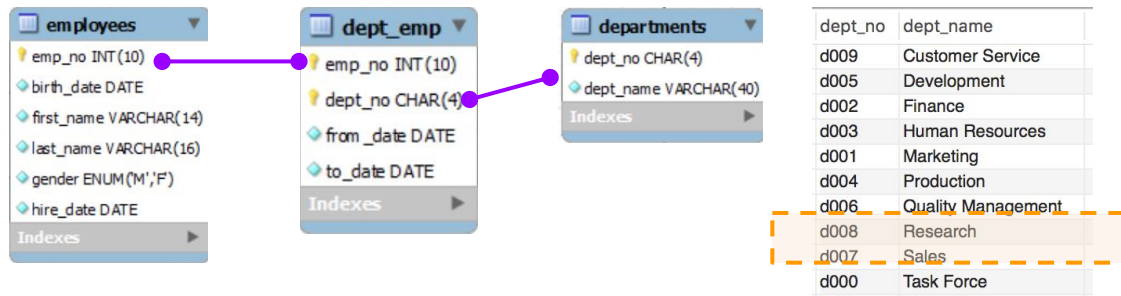 employees
emp_no INT(10)
birth_date DATE
first_name VARCHAR(14)
last_name VARCHAR(16)
gender ENUM('M','F')
hire_date DATE
Indexes
dept_emp
emp_no INT(10)
dept_no CHAR(4)
from_date DATE
to_date DATE
Indexes
departments
dept_no CHAR(4)
dept_name VARCHAR(40)
Indexes
dept_no dept_name
d009 Customer Service
d005 Development
d002 Finance
d003 Human Resources
d001 Marketing
d004 Production
d006 Quality Management
d008 Research
d007 Sales
d000 Task Force